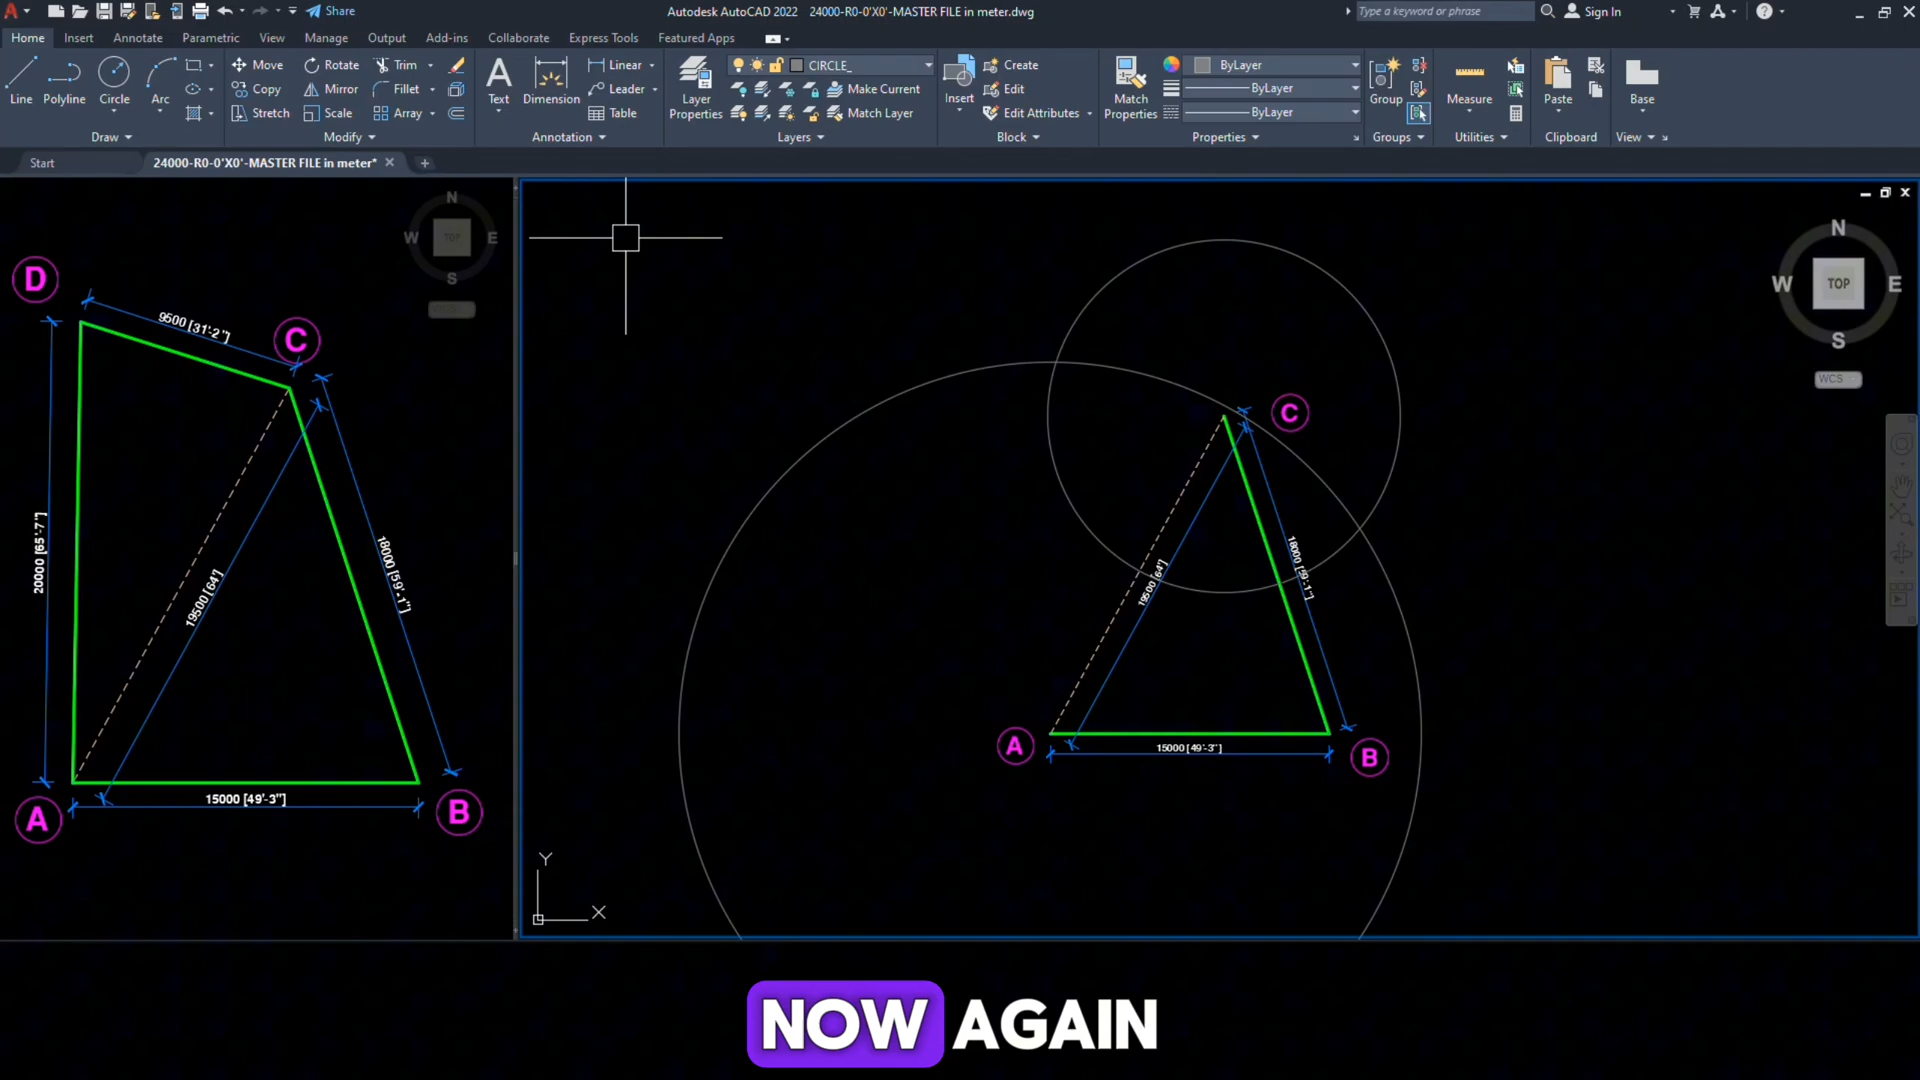 Share
Autodesk AutoCAD 2022 24000-R0-0'X0'-MASTER FILE in meter.dwg
Type a keyword or phrase
Sign In
Home Insert Annotate Parametric View Manage Output Add-ins Collaborate Express Tools Featured Apps
Line Polyline Circle Arc
Move Rotate Trim
Copy Mirror Fillet
Stretch Scale Array
Text Dimension
Linear
Leader
Table
Layer Properties
CIRCLE_
Make Current
Match Layer
Insert
Create
Edit
Edit Attributes
Match Properties
ByLayer
ByLayer
ByLayer
Group
Measure
Paste
Base
Draw Modify Annotation Layers Block Properties Groups Utilities Clipboard View
Start 24000-R0-0'X0'-MASTER FILE in meter*
N
W TOP E
S
D
9500 [31'-2"]
C
20000 [65'-7"]
19500 [64']
18000 [59'-1"]
15000 [49'-3"]
A
B
N
W TOP E
S
WCS
C
19500 [64']
18000 [59'-1"]
A
15000 [49'-3"]
B
Y
X
NOW AGAIN